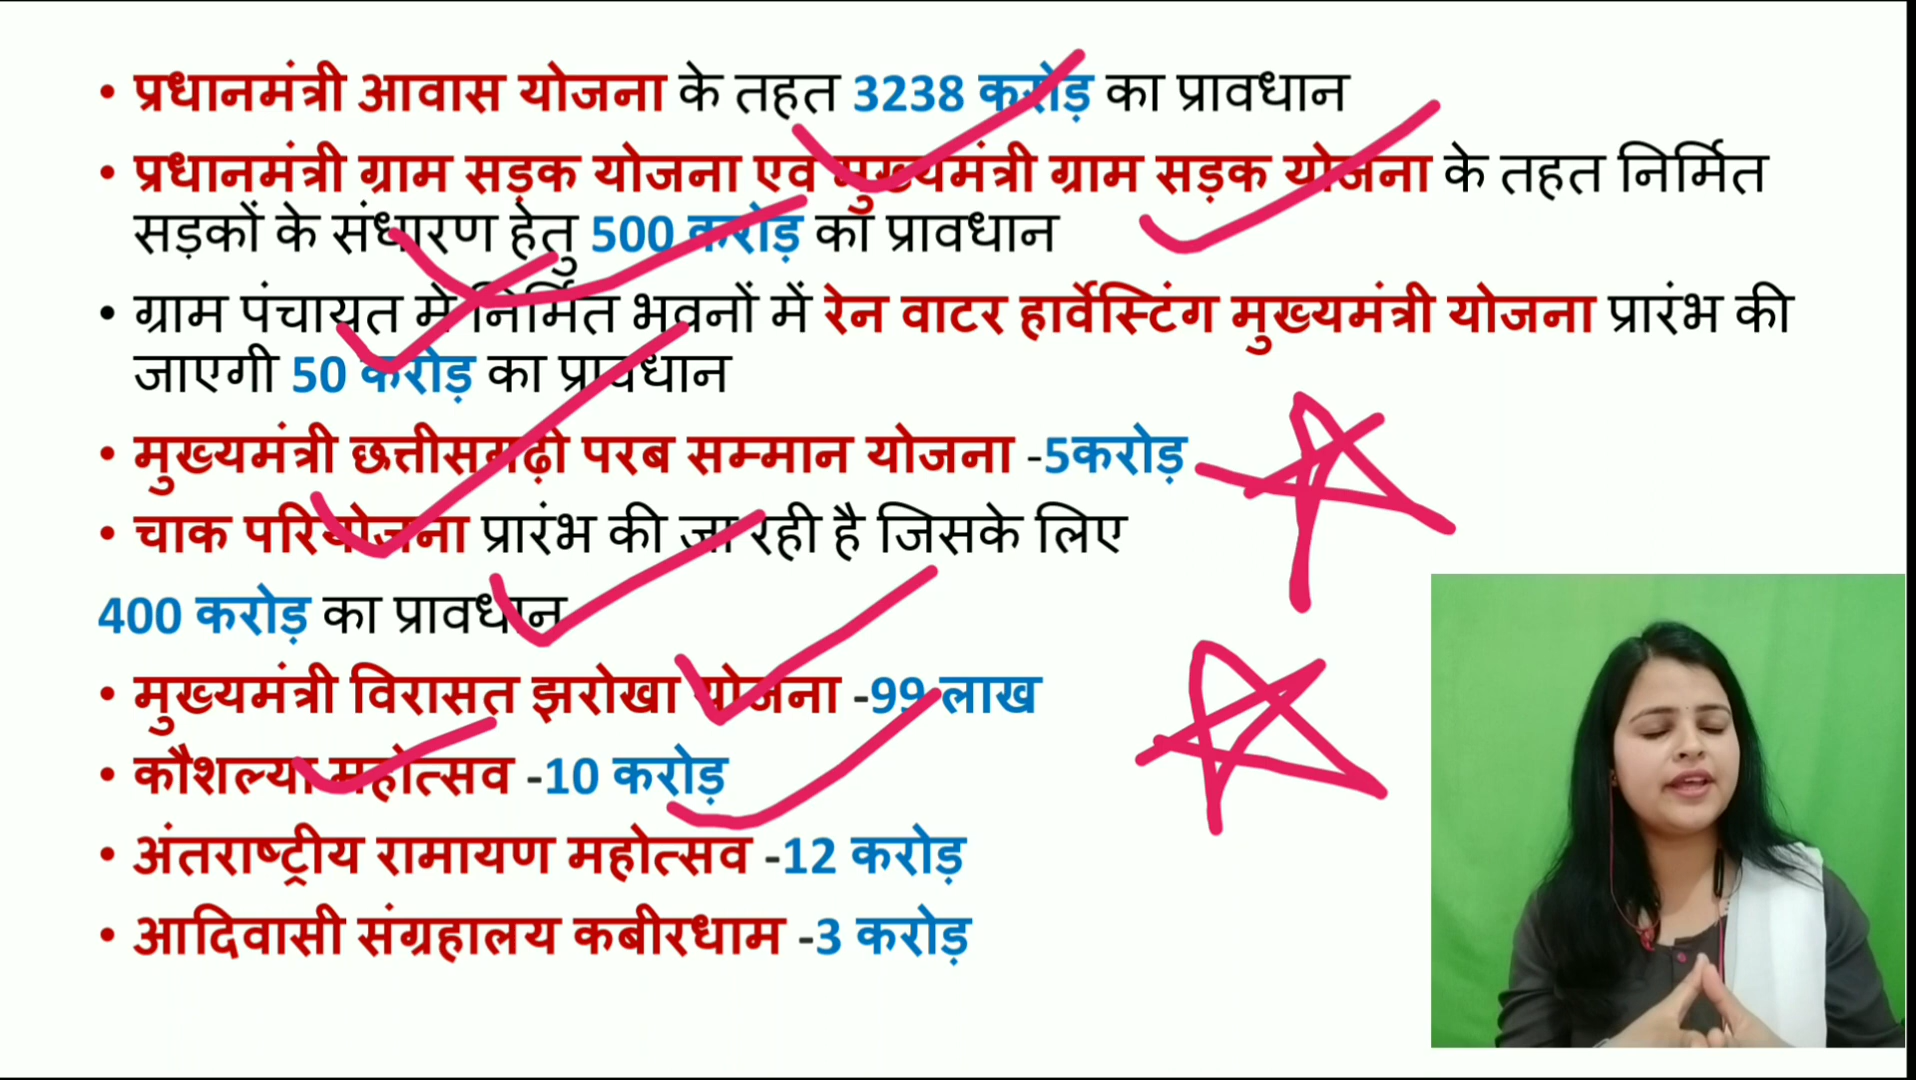 • प्रधानमंत्री आवास योजना के तहत 3238 करोड़ का प्रावधान
• प्रधानमंत्री ग्राम सड़क योजना एवं मुख्यमंत्री ग्राम सड़क योजना के तहत निर्मित
सड़कों के संधारण हेतु 500 करोड़ का प्रावधान
• ग्राम पंचायत में निर्मित भवनों में रेन वाटर हार्वेस्टिंग मुख्यमंत्री योजना प्रारंभ की
जाएगी 50 करोड़ का प्रावधान
• मुख्यमंत्री छत्तीसगढ़ी परब सम्मान योजना -5करोड़
• चाक परियोजना प्रारंभ की जा रही है जिसके लिए
400 करोड़ का प्रावधान
• मुख्यमंत्री विरासत झरोखा योजना -99 लाख
• कौशल्या महोत्सव -10 करोड़
• अंतराष्ट्रीय रामायण महोत्सव -12 करोड़
• आदिवासी संग्रहालय कबीरधाम -3 करोड़